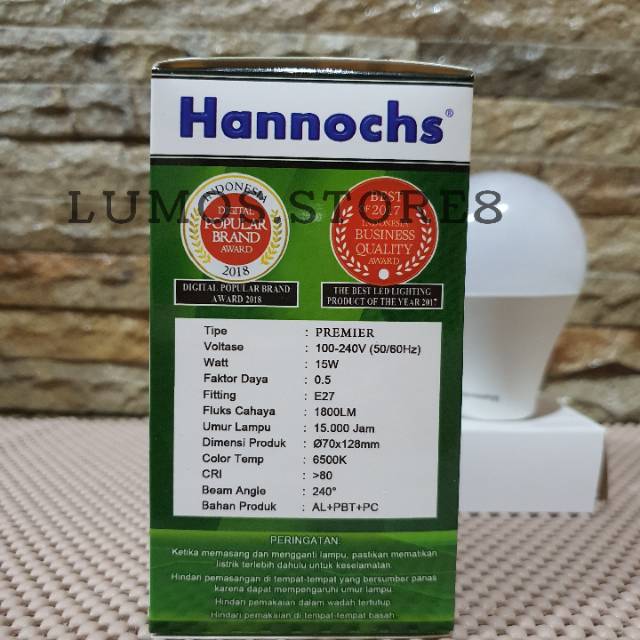 Hannochs®
INDONESIA
DIGITAL
POPULAR
BRAND
AWARD
2018
BEST
OF 2017
INDONESIA
BUSINESS
QUALITY
AWARD
LUMOS STORE8
DIGITAL POPULAR BRAND
AWARD 2018
THE BEST LED LIGHTING
PRODUCT OF THE YEAR 2017
Tipe : PREMIER
Voltase : 100-240V (50/60Hz)
Watt : 15W
Faktor Daya : 0.5
Fitting : E27
Fluks Cahaya : 1800LM
Umur Lampu : 15.000 Jam
Dimensi Produk : Ø70x128mm
Color Temp : 6500K
CRI : >80
Beam Angle : 240°
Bahan Produk : AL+PBT+PC
PERINGATAN:
Ketika memasang dan mengganti lampu, pastikan mematikan
listrik terlebih dahulu untuk keselamatan.
Hindari pemasangan di tempat-tempat yang bersumber panas
karena dapat mempengaruhi umur lampu
Hindari pemakaian dalam wadah tertutup
Hindari pemakaian di tempat-tempat basah